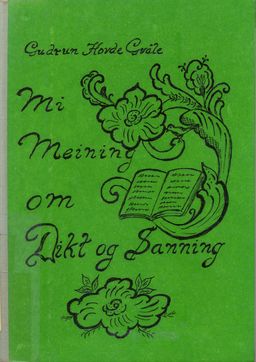 Gudrun Hovde Gvåle
Mi
Meining
om
Dikt og Sanning